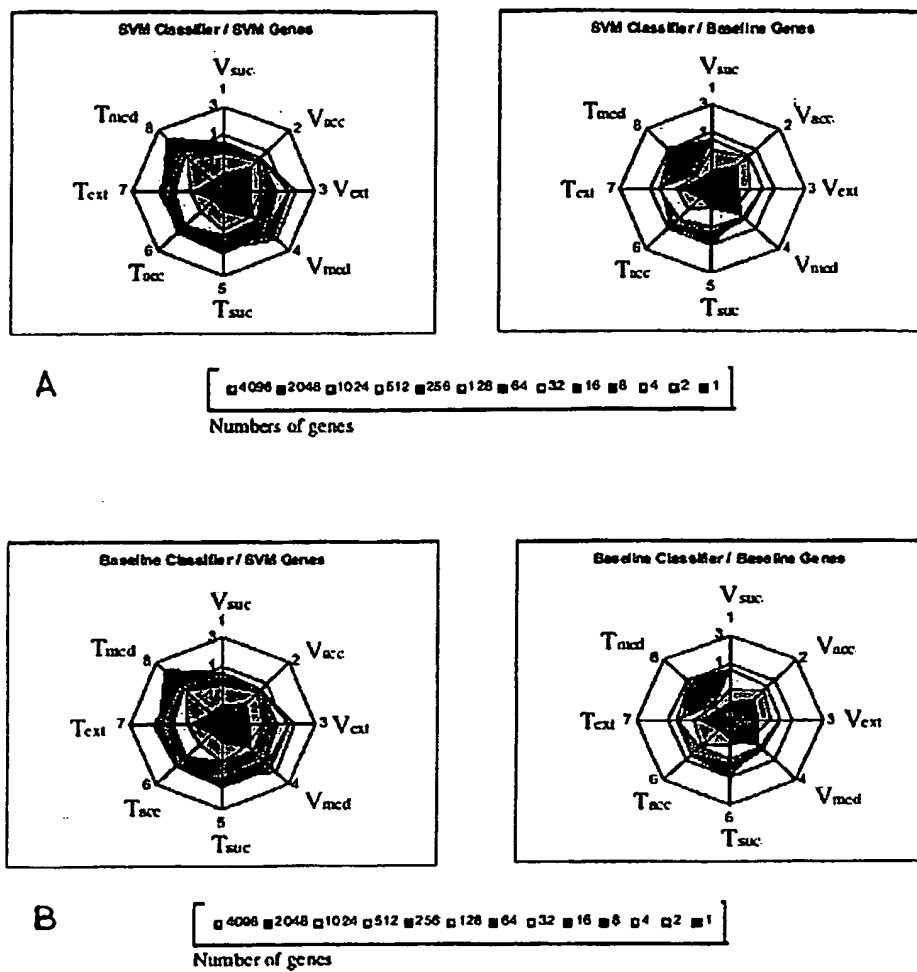 SVM Classifier / SVM Genes
Vsuc
1
3
Tmed
8
1
2
Vacc
Text
7
3
Vext
6
4
Tacc
Vmed
5
Tsuc
SVM Classifier / Baseline Genes
Vsuc
1
3
Tmed
8
1
2
Vacc
Text
7
3
Vext
6
4
Tacc
Vmed
5
Tsuc
A
4096 2048 1024 512 256 128 64 32 16 8 4 2 1
Numbers of genes
Baseline Classifier / SVM Genes
Vsuc
1
3
Tmed
8
1
2
Vacc
Text
7
3
Vext
6
4
Tacc
Vmed
5
Tsuc
Baseline Classifier / Baseline Genes
Vsuc
1
3
Tmed
8
1
2
Vacc
Text
7
3
Vext
6
4
Tacc
Vmed
Tsuc
B
4096 2048 1024 512 256 128 64 32 16 8 4 2 1
Number of genes